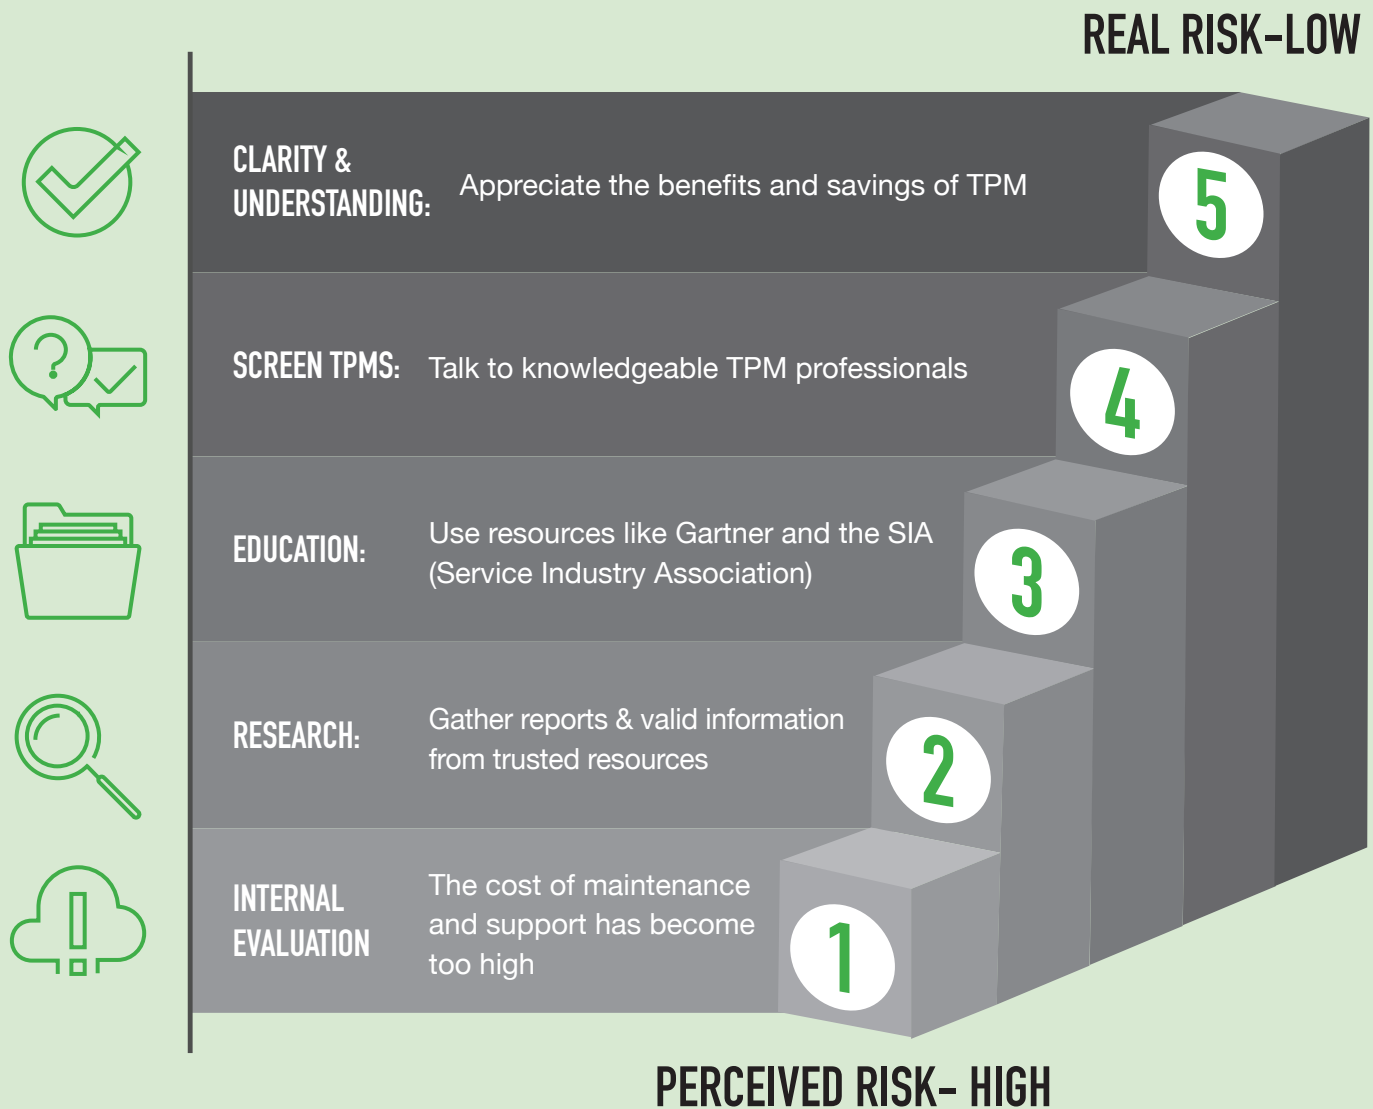 REAL RISK–LOW
CLARITY &
UNDERSTANDING:
Appreciate the benefits and savings of TPM
5
SCREEN TPMS:
Talk to knowledgeable TPM professionals
4
EDUCATION:
Use resources like Gartner and the SIA
(Service Industry Association)
3
RESEARCH:
Gather reports & valid information
from trusted resources
2
INTERNAL
EVALUATION
The cost of maintenance
and support has become
too high
1
PERCEIVED RISK– HIGH